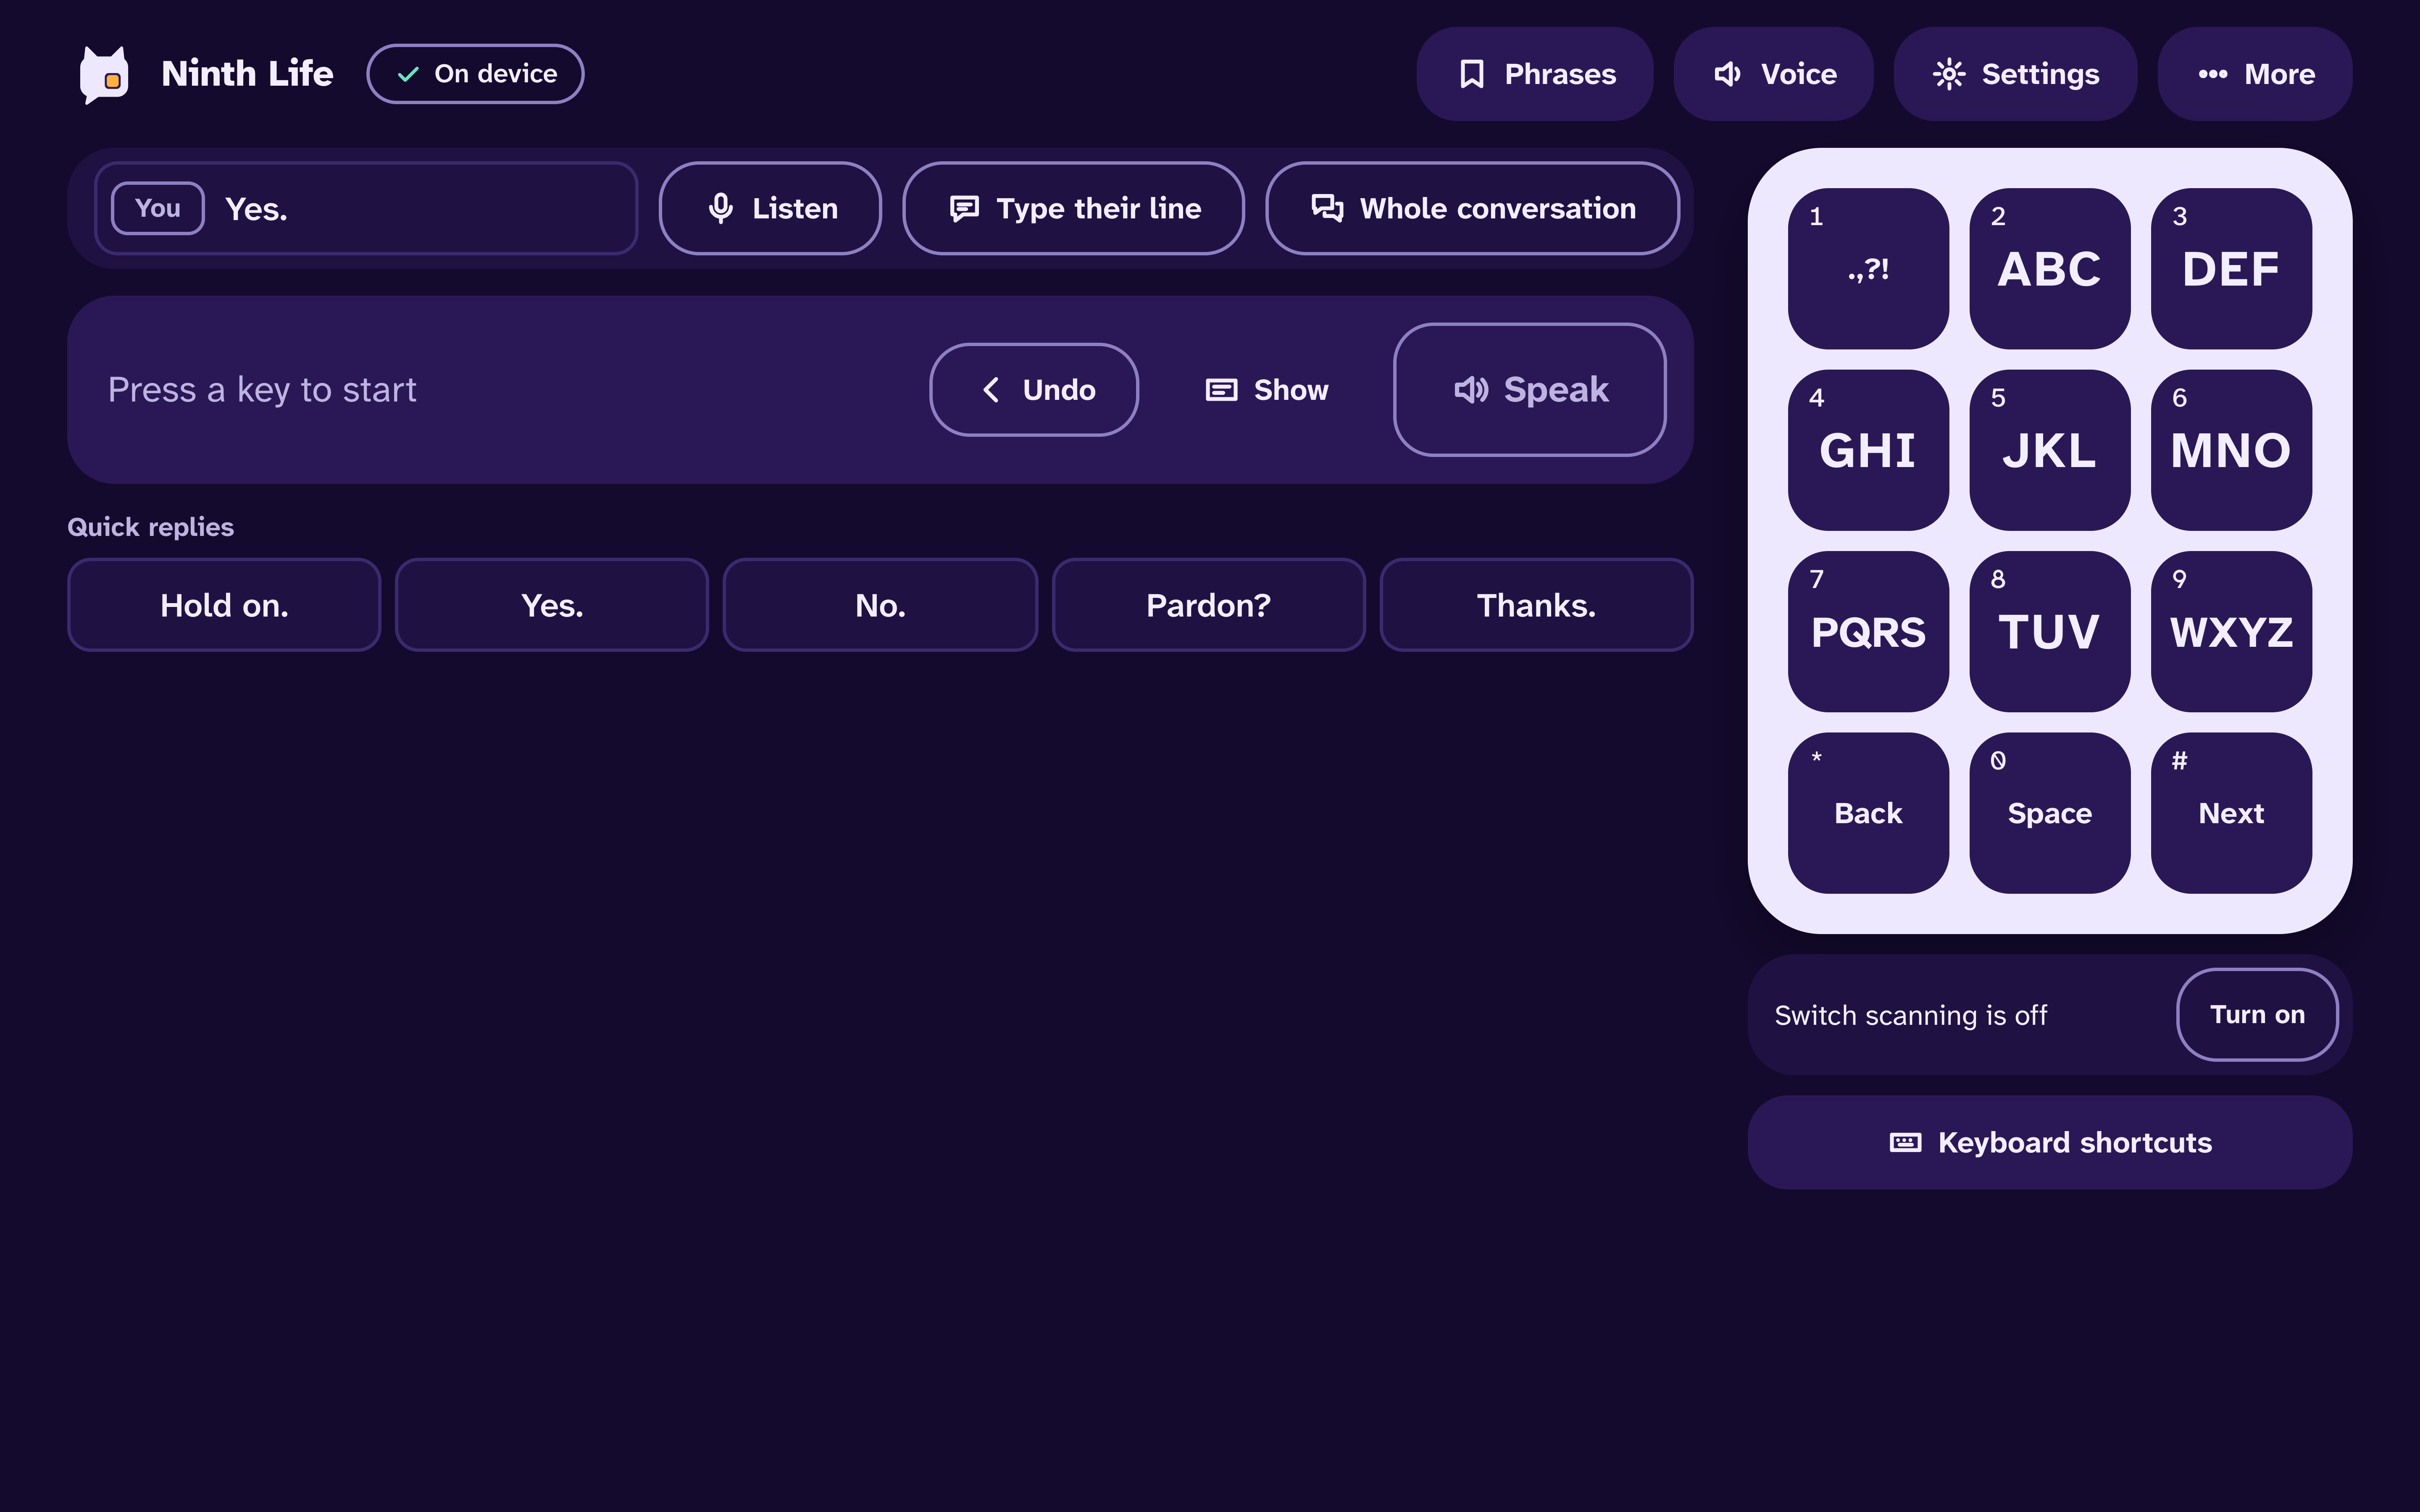 Ninth Life
On device
Phrases
Voice
Settings
More
You
Yes.
Listen
Type their line
Whole conversation
Press a key to start
Undo
Show
Speak
Quick replies
Hold on.
Yes.
No.
Pardon?
Thanks.
1
.,?!
2
ABC
3
DEF
4
GHI
5
JKL
6
MNO
7
PQRS
8
TUV
9
WXYZ
*
Back
0
Space
#
Next
Switch scanning is off
Turn on
Keyboard shortcuts